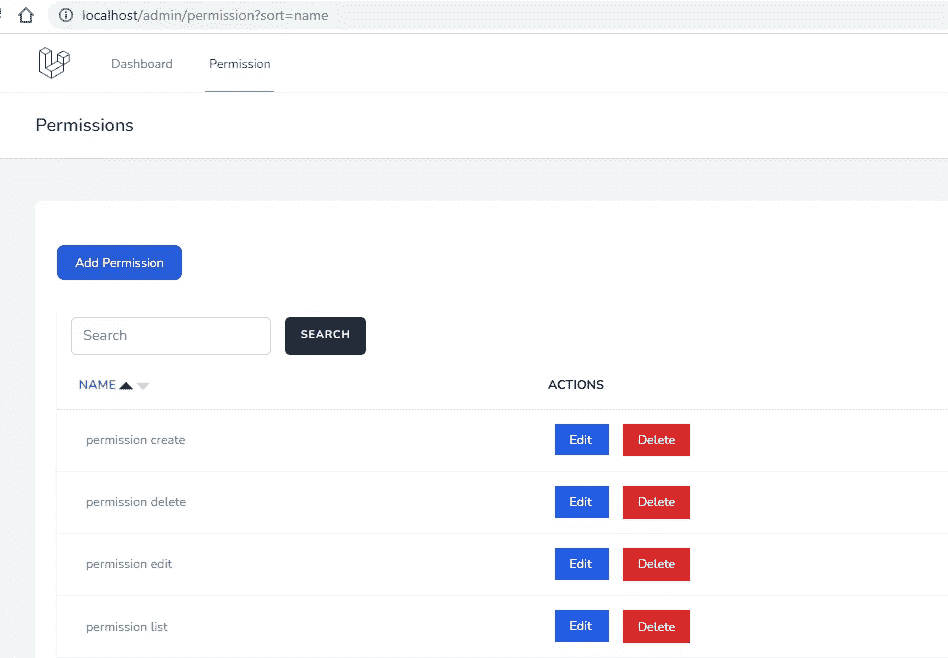 localhost/admin/permission?sort=name
Dashboard Permission
Permissions
Add Permission
Search SEARCH
NAME ACTIONS
permission create Edit Delete
permission delete Edit Delete
permission edit Edit Delete
permission list Edit Delete